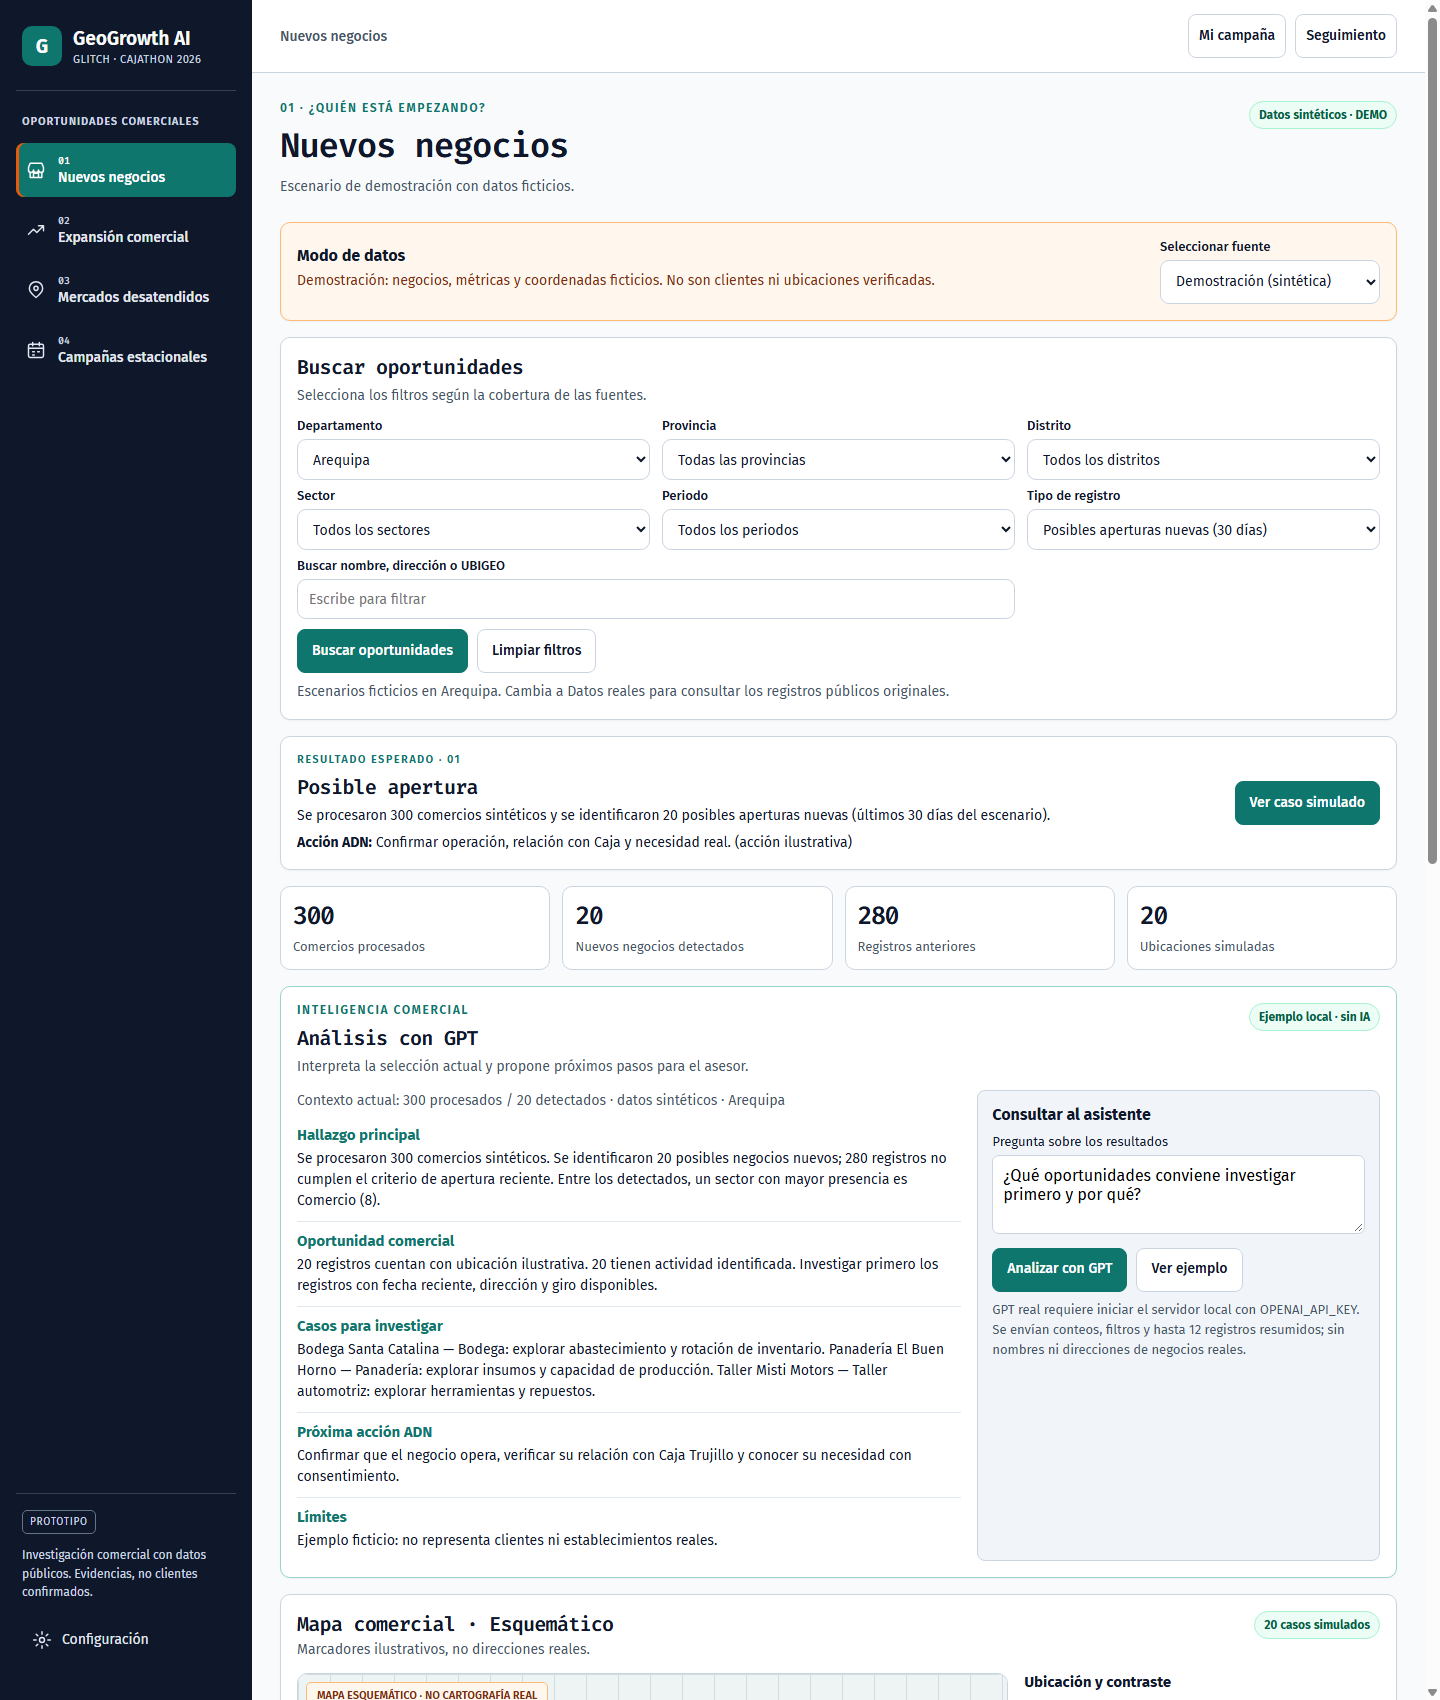 G
GeoGrowth AI
GLITCH · CAJATHON 2026
OPORTUNIDADES COMERCIALES
01
Nuevos negocios
02
Expansión comercial
03
Mercados desatendidos
04
Campañas estacionales
PROTOTIPO
Investigación comercial con datos
públicos. Evidencias, no clientes
confirmados.
Configuración
Nuevos negocios
Mi campaña
Seguimiento
01 · ¿QUIÉN ESTÁ EMPEZANDO?
Datos sintéticos · DEMO
Nuevos negocios
Escenario de demostración con datos ficticios.
Modo de datos
Demostración: negocios, métricas y coordenadas ficticios. No son clientes ni ubicaciones verificadas.
Seleccionar fuente
Demostración (sintética)
Buscar oportunidades
Selecciona los filtros según la cobertura de las fuentes.
Departamento
Provincia
Distrito
Arequipa
Todas las provincias
Todos los distritos
Sector
Periodo
Tipo de registro
Todos los sectores
Todos los periodos
Posibles aperturas nuevas (30 días)
Buscar nombre, dirección o UBIGEO
Escribe para filtrar
Buscar oportunidades
Limpiar filtros
Escenarios ficticios en Arequipa. Cambia a Datos reales para consultar los registros públicos originales.
RESULTADO ESPERADO · 01
Posible apertura
Se procesaron 300 comercios sintéticos y se identificaron 20 posibles aperturas nuevas (últimos 30 días del escenario).
Acción ADN: Confirmar operación, relación con Caja y necesidad real. (acción ilustrativa)
Ver caso simulado
300
Comercios procesados
20
Nuevos negocios detectados
280
Registros anteriores
20
Ubicaciones simuladas
INTELIGENCIA COMERCIAL
Ejemplo local · sin IA
Análisis con GPT
Interpreta la selección actual y propone próximos pasos para el asesor.
Contexto actual: 300 procesados / 20 detectados · datos sintéticos · Arequipa
Hallazgo principal
Se procesaron 300 comercios sintéticos. Se identificaron 20 posibles negocios nuevos; 280 registros no
cumplen el criterio de apertura reciente. Entre los detectados, un sector con mayor presencia es
Comercio (8).
Oportunidad comercial
20 registros cuentan con ubicación ilustrativa. 20 tienen actividad identificada. Investigar primero los
registros con fecha reciente, dirección y giro disponibles.
Casos para investigar
Bodega Santa Catalina — Bodega: explorar abastecimiento y rotación de inventario. Panadería El Buen
Horno — Panadería: explorar insumos y capacidad de producción. Taller Misti Motors — Taller
automotriz: explorar herramientas y repuestos.
Próxima acción ADN
Confirmar que el negocio opera, verificar su relación con Caja Trujillo y conocer su necesidad con
consentimiento.
Límites
Ejemplo ficticio: no representa clientes ni establecimientos reales.
Consultar al asistente
Pregunta sobre los resultados
¿Qué oportunidades conviene investigar
primero y por qué?
Analizar con GPT
Ver ejemplo
GPT real requiere iniciar el servidor local con OPENAI_API_KEY.
Se envían conteos, filtros y hasta 12 registros resumidos; sin
nombres ni direcciones de negocios reales.
Mapa comercial · Esquemático
20 casos simulados
Marcadores ilustrativos, no direcciones reales.
MAPA ESQUEMÁTICO · NO CARTOGRAFÍA REAL
Ubicación y contraste